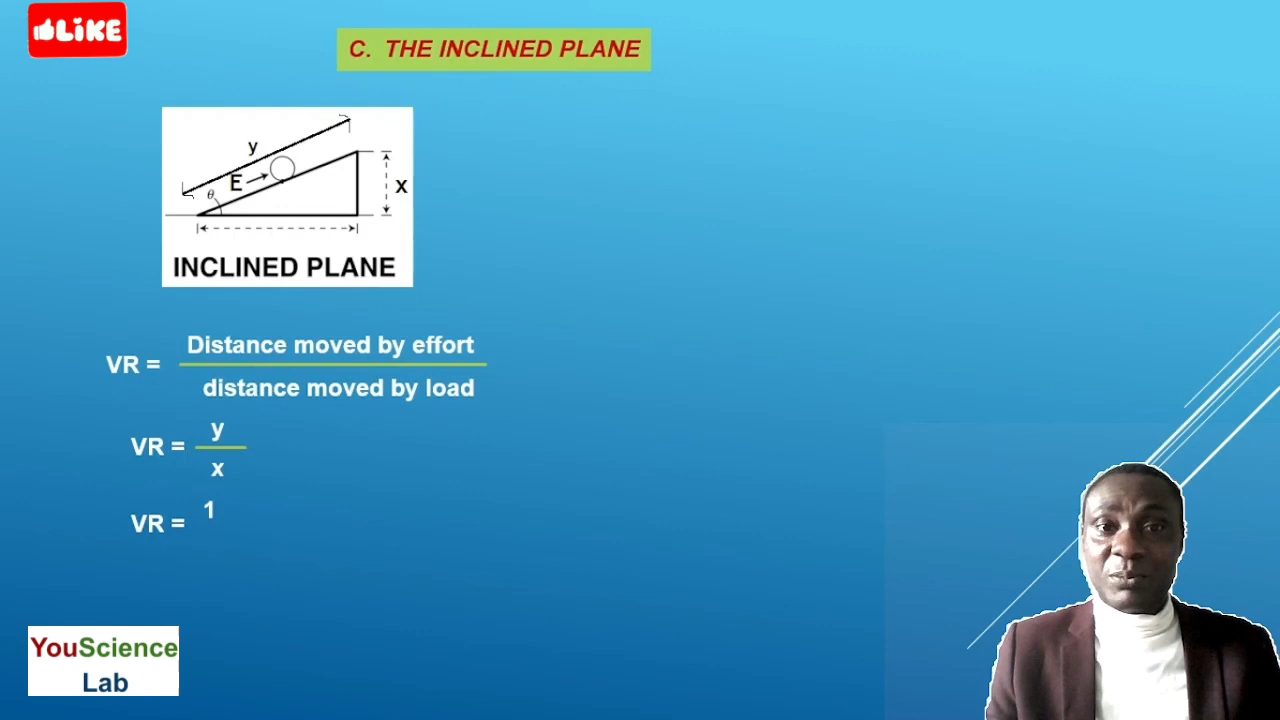 LiKE
C. THE INCLINED PLANE
y
E
θ
x
INCLINED PLANE
VR = Distance moved by effort
distance moved by load
VR = y
x
VR = 1
YouScience
Lab